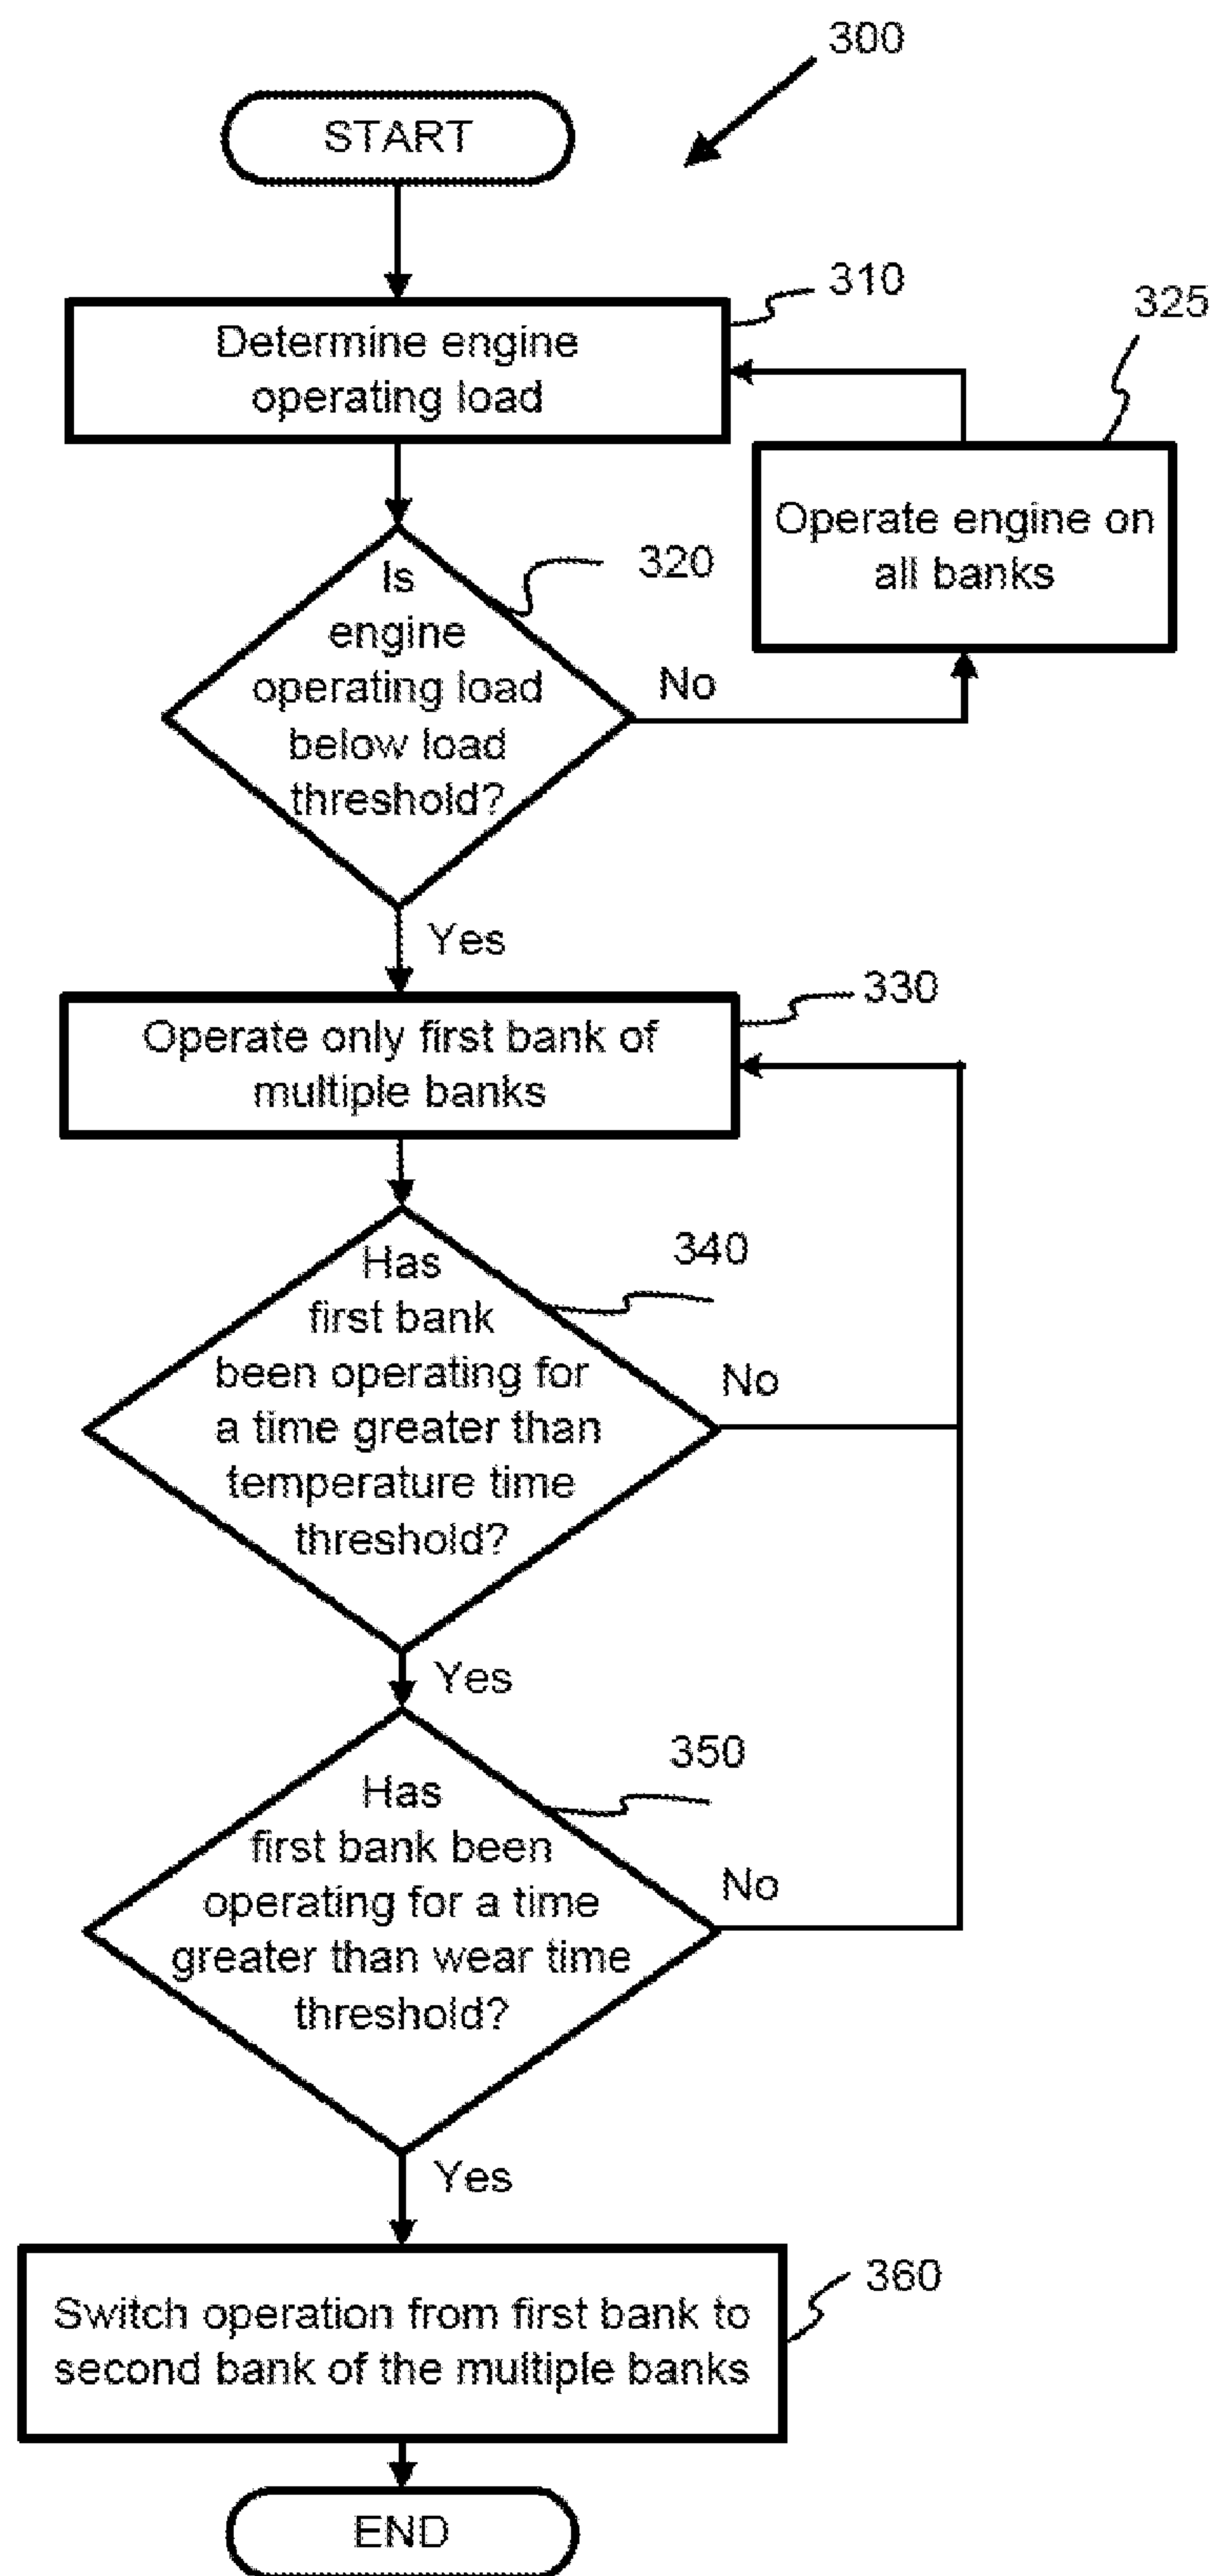 300
START
310
Determine engine
operating load
325
Operate engine on
all banks
320
Is
engine
operating load
below load
threshold?
No
Yes
330
Operate only first bank of
multiple banks
340
Has
first bank
been operating for
a time greater than
temperature time
threshold?
No
Yes
350
Has
first bank been
operating for a time
greater than wear time
threshold?
No
Yes
360
Switch operation from first bank to
second bank of the multiple banks
END